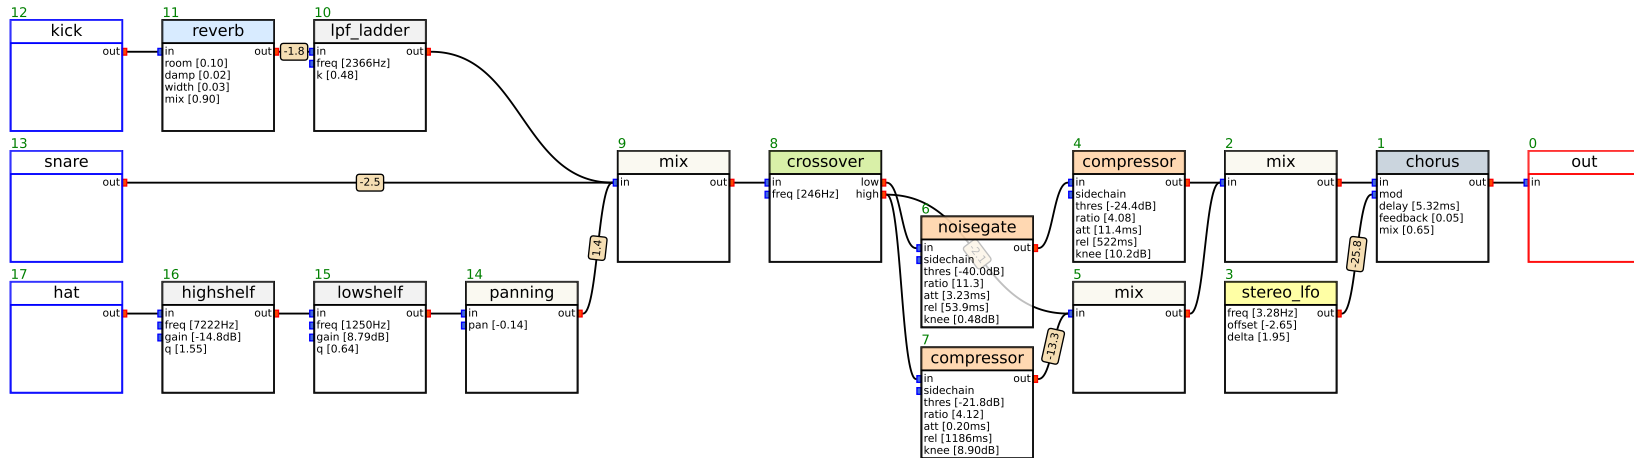 12
kick
out
11
reverb
in out
room [0.10]
damp [0.02]
width [0.03]
mix [0.90]
-1.8
10
lpf_ladder
in out
freq [2366Hz]
k [0.48]
13
snare
out
-2.5
9
mix
in out
8
crossover
in low
freq [246Hz] high
6
noisegate
in out
sidechain
thres [-40.0dB]
ratio [11.3]
att [3.23ms]
rel [53.9ms]
knee [0.48dB]
-2.1
4
compressor
in out
sidechain
thres [-24.4dB]
ratio [4.08]
att [11.4ms]
rel [522ms]
knee [10.2dB]
2
mix
in out
1
chorus
in out
mod
delay [5.32ms]
feedback [0.05]
mix [0.65]
0
out
in
17
hat
out
16
highshelf
in out
freq [7222Hz]
gain [-14.8dB]
q [1.55]
15
lowshelf
in out
freq [1250Hz]
gain [8.79dB]
q [0.64]
14
panning
in out
pan [-0.14]
1.4
7
compressor
in out
sidechain
thres [-21.8dB]
ratio [4.12]
att [0.20ms]
rel [1186ms]
knee [8.90dB]
-13.3
5
mix
in out
3
stereo_lfo
freq [3.28Hz] out
offset [-2.65]
delta [1.95]
-25.8